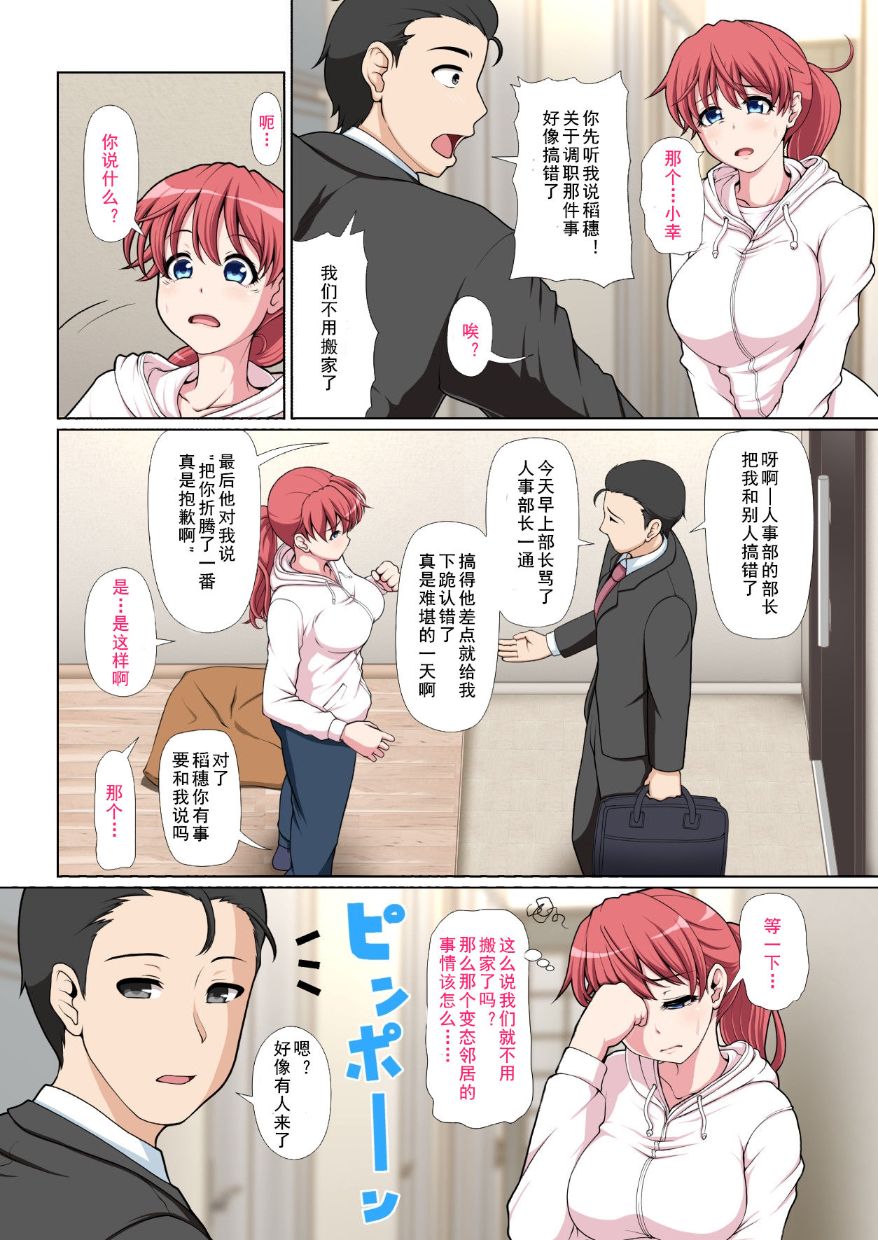 那个…小幸
你先听我说稻穗！
关于调职那件事
好像搞错了
唉？
我们不用搬家了
呃…
你说什么？
呀啊—人事部的部长
把我和别人搞错了
今天早上部长骂了
人事部长一通
搞得他差点就给我
下跪认错了
真是难堪的一天啊
最后他对我说
"把你折腾了一番
真是抱歉啊"
是…是这样啊
对了
稻穗你有事
要和我说吗
那个…
等一下…
这么说我们就不用
搬家了吗？
那么那个变态邻居的
事情该怎么……
ピンポーン
嗯？
好像有人来了